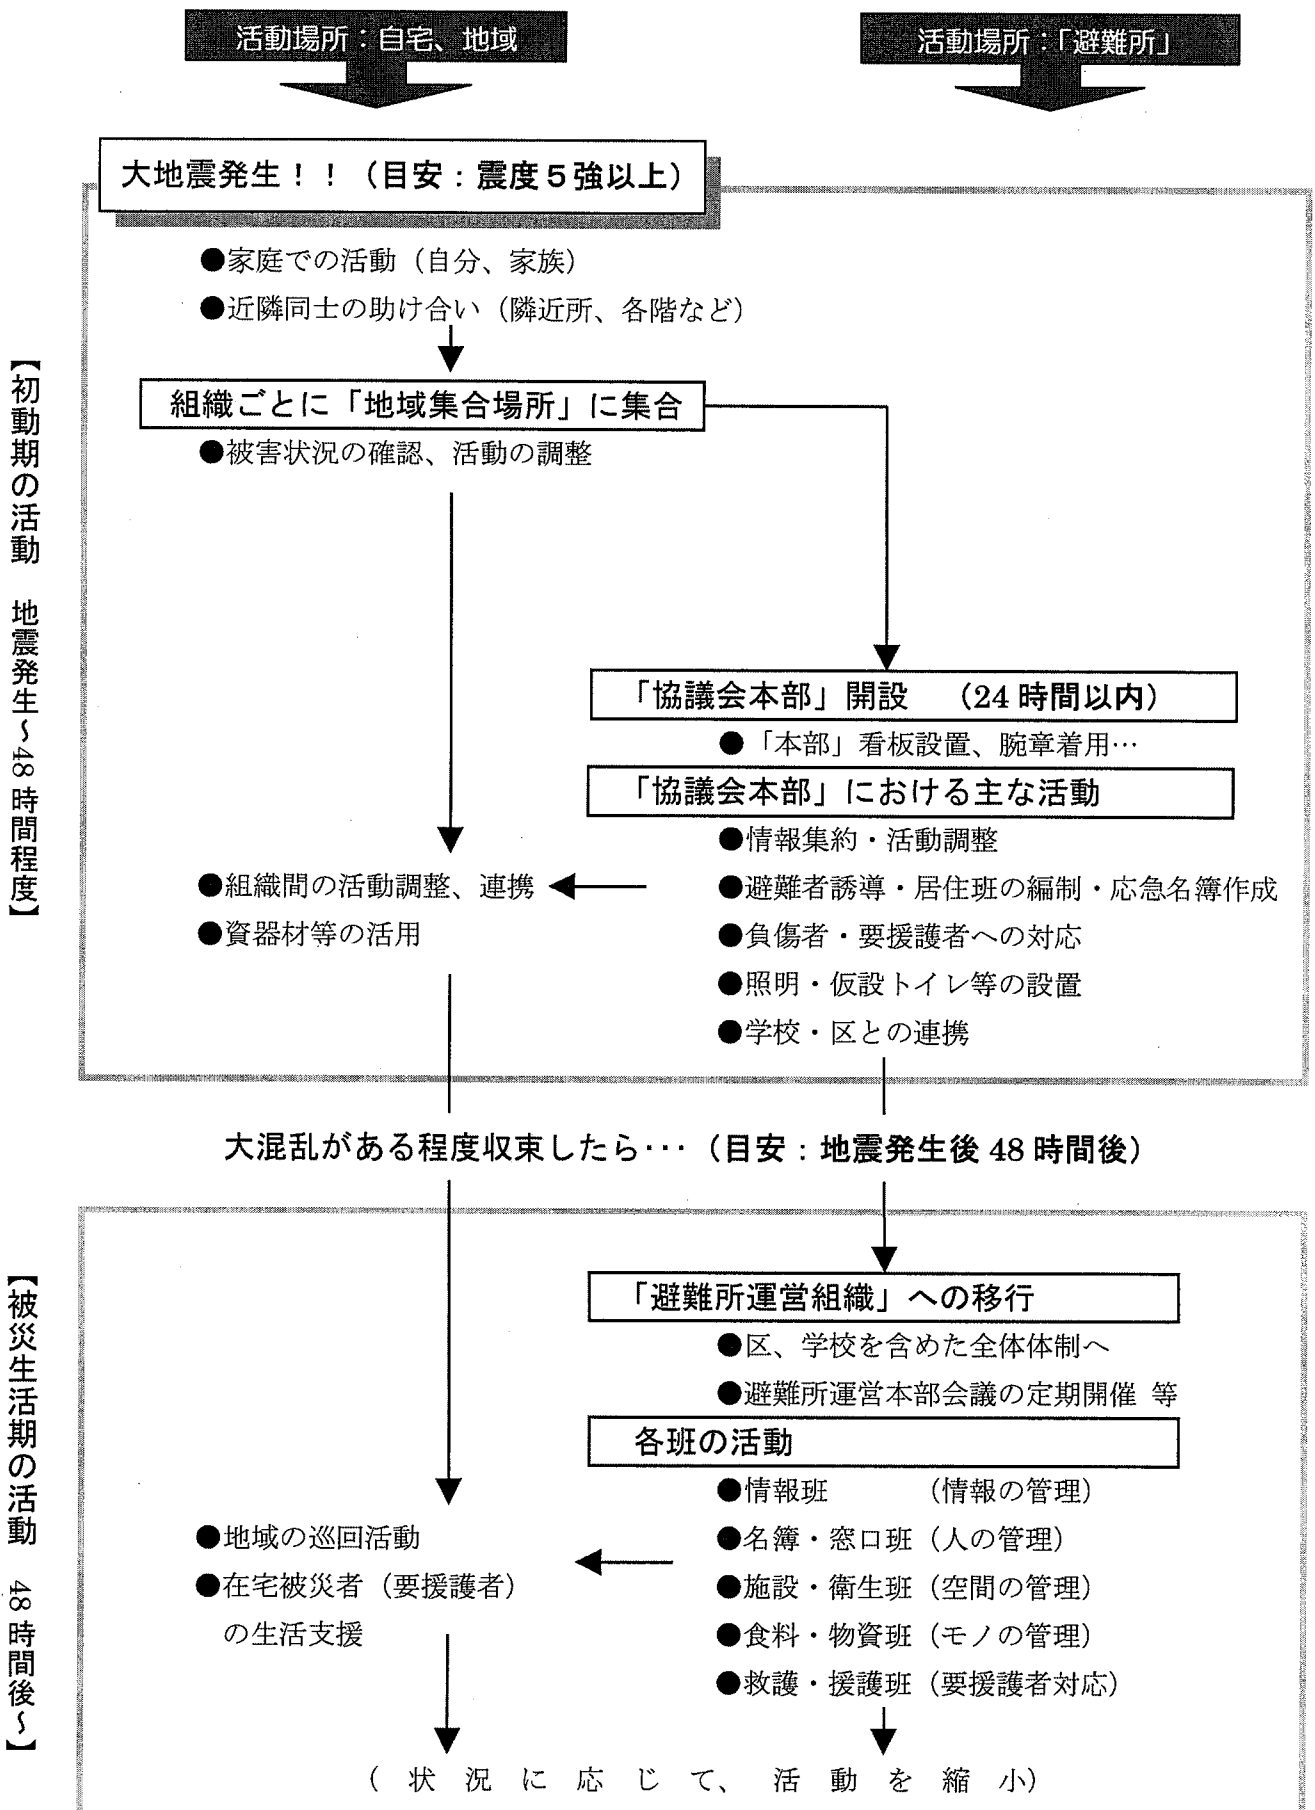 活動場所：自宅、地域
活動場所：「避難所」
大地震発生！！（目安：震度５強以上）
●家庭での活動（自分、家族）
●近隣同士の助け合い（隣近所、各階など）
組織ごとに「地域集合場所」に集合
●被害状況の確認、活動の調整
【初動期の活動　地震発生～48時間程度】
「協議会本部」開設　（24時間以内）
●「本部」看板設置、腕章着用…
「協議会本部」における主な活動
●情報集約・活動調整
●避難者誘導・居住班の編制・応急名簿作成
●負傷者・要援護者への対応
●照明・仮設トイレ等の設置
●学校・区との連携
●組織間の活動調整、連携
●資器材等の活用
大混乱がある程度収束したら…（目安：地震発生後48時間後）
【被災生活期の活動　48時間後～】
「避難所運営組織」への移行
●区、学校を含めた全体体制へ
●避難所運営本部会議の定期開催 等
各班の活動
●情報班　　　（情報の管理）
●名簿・窓口班（人の管理）
●施設・衛生班（空間の管理）
●食料・物資班（モノの管理）
●救護・援護班（要援護者対応）
●地域の巡回活動
●在宅被災者（要援護者）
の生活支援
（状況に応じて、活動を縮小）